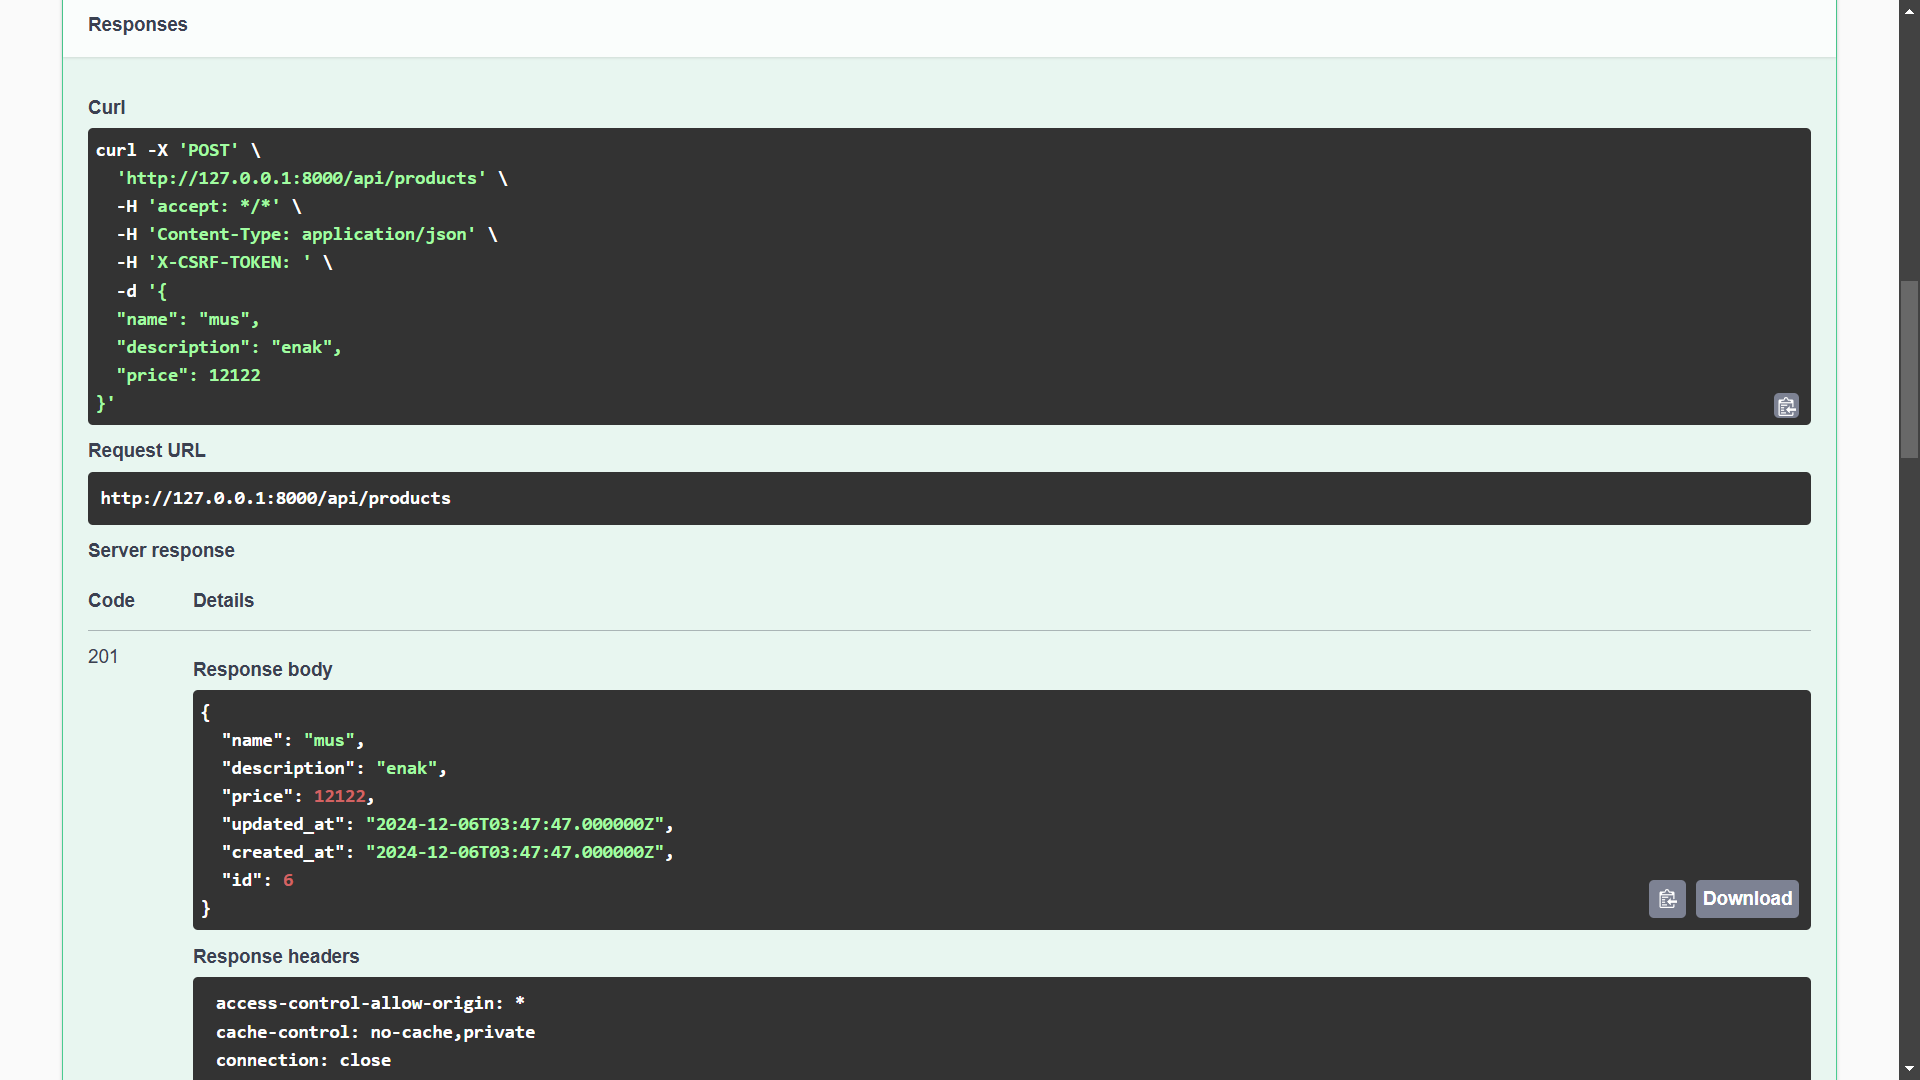 Responses
Curl
curl -X 'POST' \
  'http://127.0.0.1:8000/api/products' \
  -H 'accept: */*' \
  -H 'Content-Type: application/json' \
  -H 'X-CSRF-TOKEN: ' \
  -d '{
  "name": "mus",
  "description": "enak",
  "price": 12122
}'
Request URL
http://127.0.0.1:8000/api/products
Server response
Code Details
201
Response body
{
  "name": "mus",
  "description": "enak",
  "price": 12122,
  "updated_at": "2024-12-06T03:47:47.000000Z",
  "created_at": "2024-12-06T03:47:47.000000Z",
  "id": 6
}
Download
Response headers
access-control-allow-origin: *
cache-control: no-cache,private
connection: close